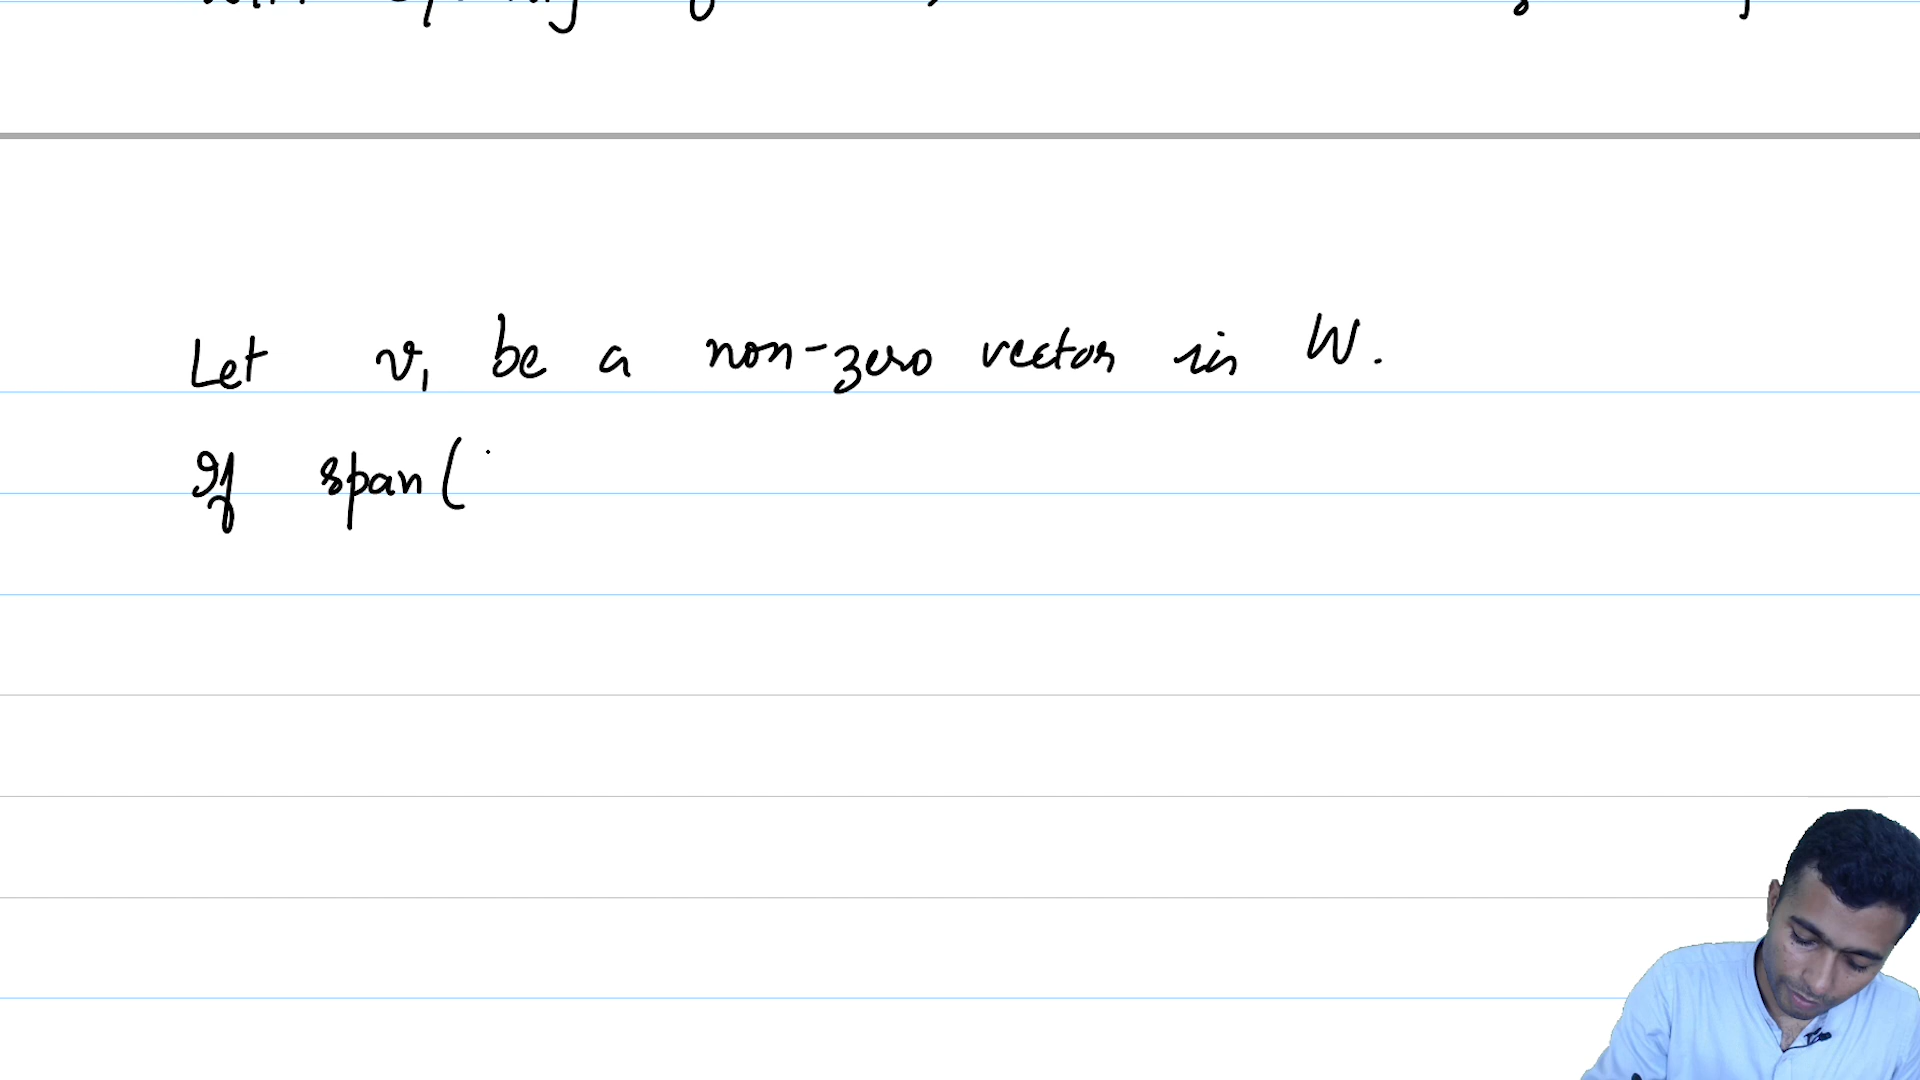 Let v₁ be a non-zero vector in W.
If span(